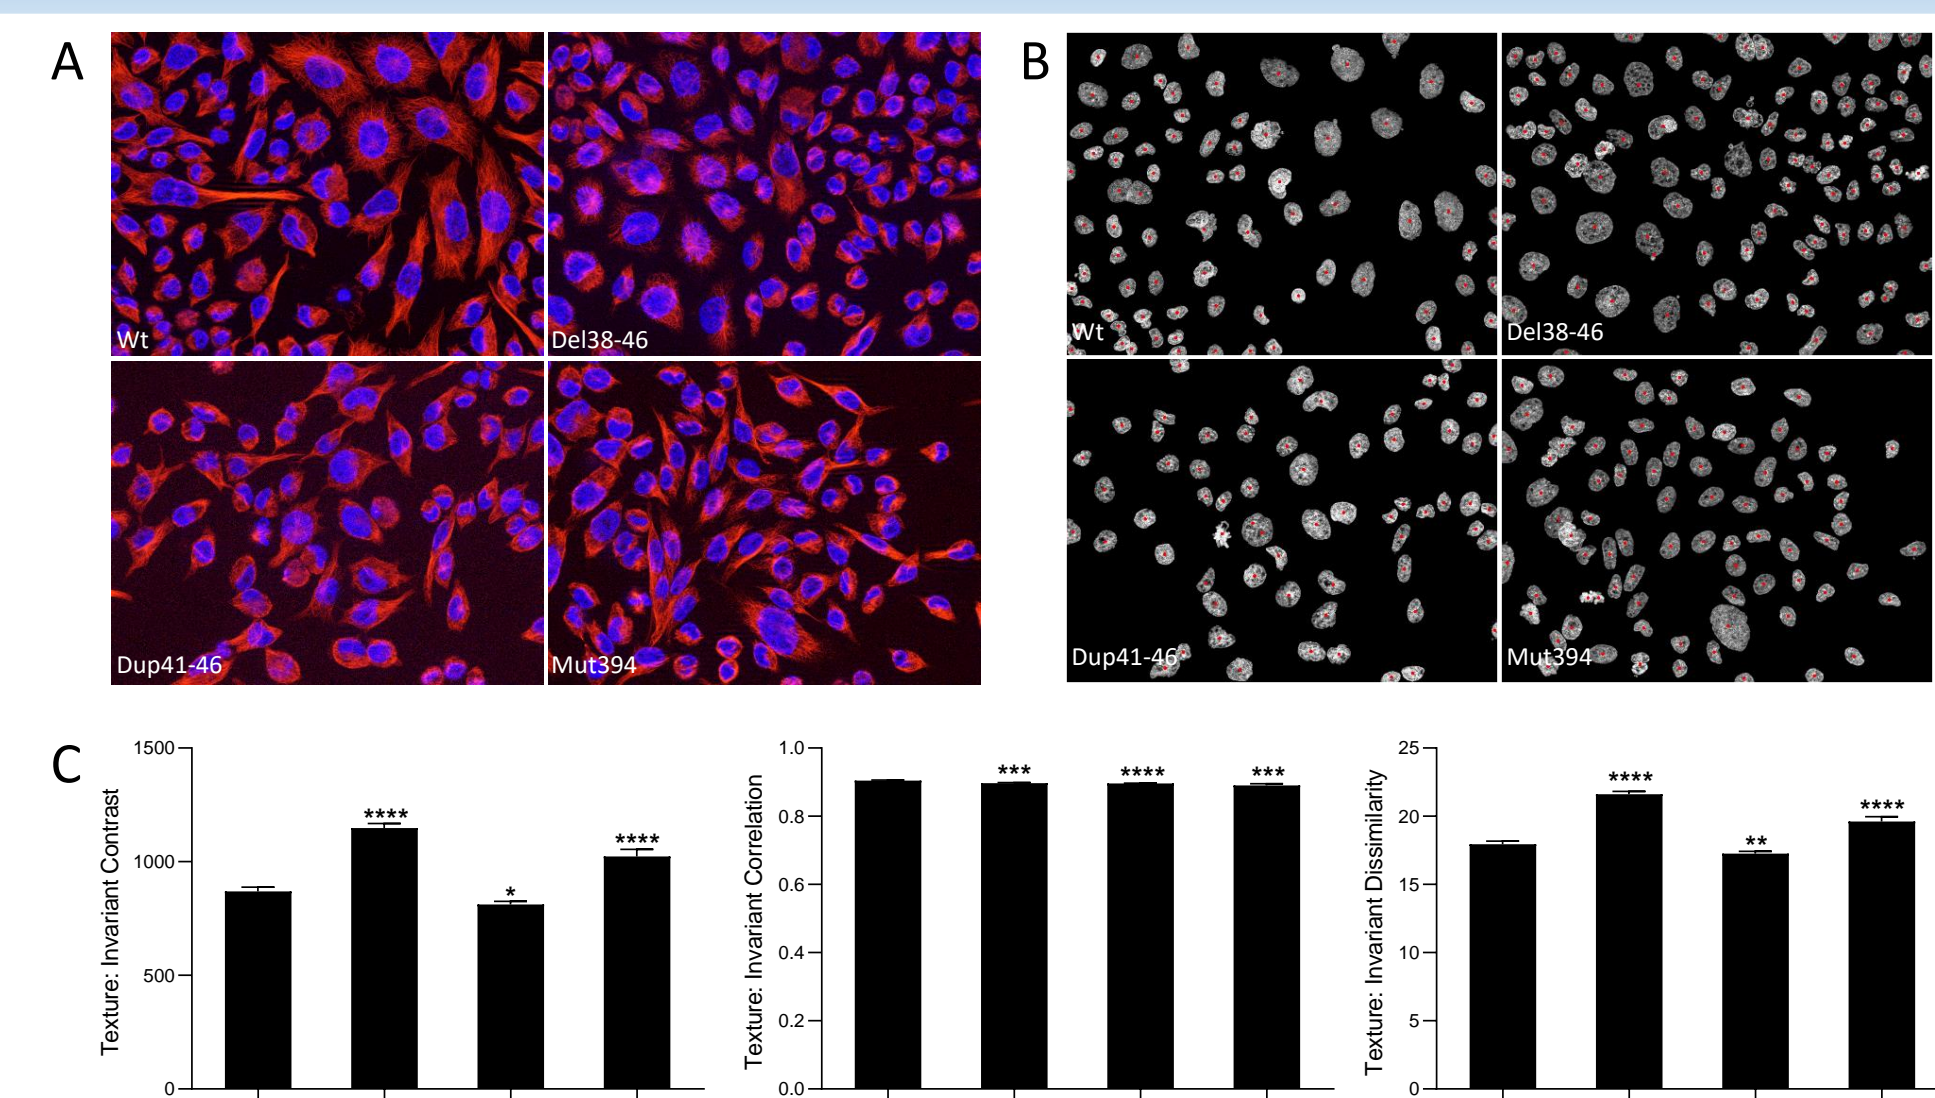 A
B
Wt
Del38-46
Wt
Del38-46
Dup41-46
Mut394
Dup41-46
Mut394
C
Texture: Invariant Contrast
1500
1000
500
0
****
*
****
Texture: Invariant Correlation
1.0
0.8
0.6
0.4
0.2
0.0
***
****
***
Texture: Invariant Dissimilarity
25
20
15
10
5
0
****
**
****